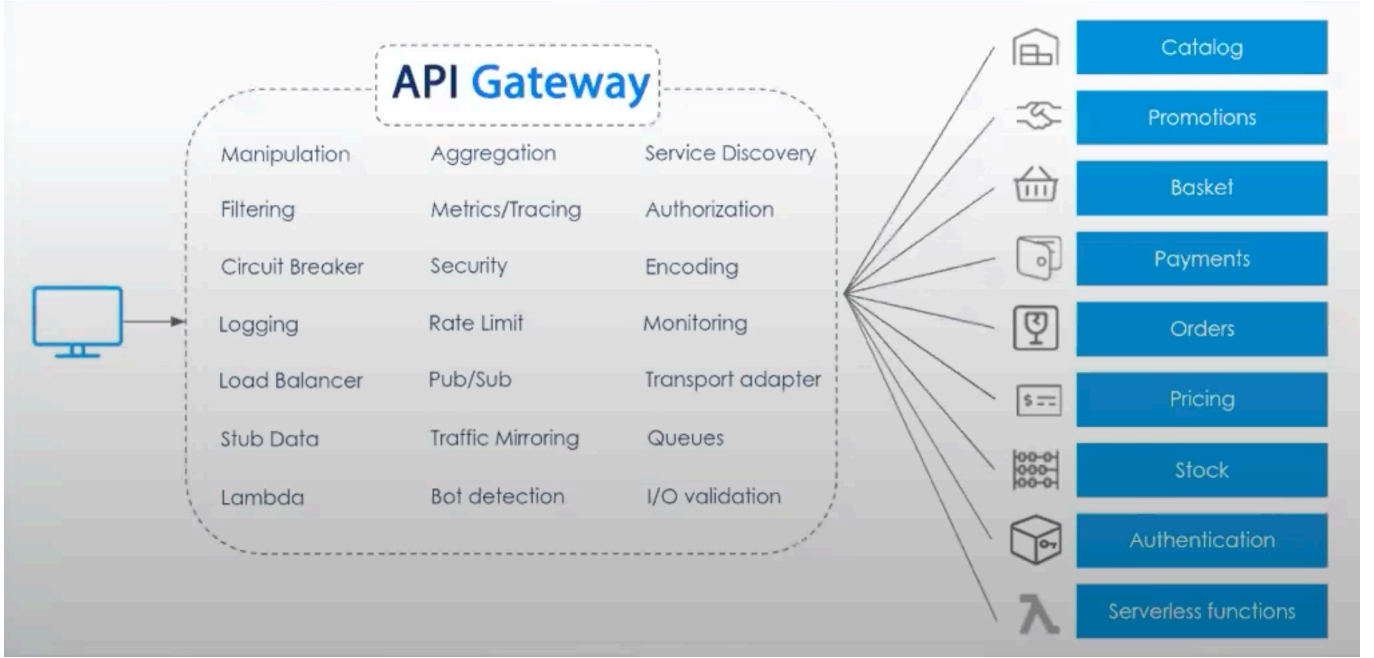 API Gateway
Manipulation
Aggregation
Service Discovery
Filtering
Metrics/Tracing
Authorization
Circuit Breaker
Security
Encoding
Logging
Rate Limit
Monitoring
Load Balancer
Pub/Sub
Transport adapter
Stub Data
Traffic Mirroring
Queues
Lambda
Bot detection
I/O validation
Catalog
Promotions
Basket
Payments
Orders
$
Pricing
Stock
Authentication
λ
Serverless functions